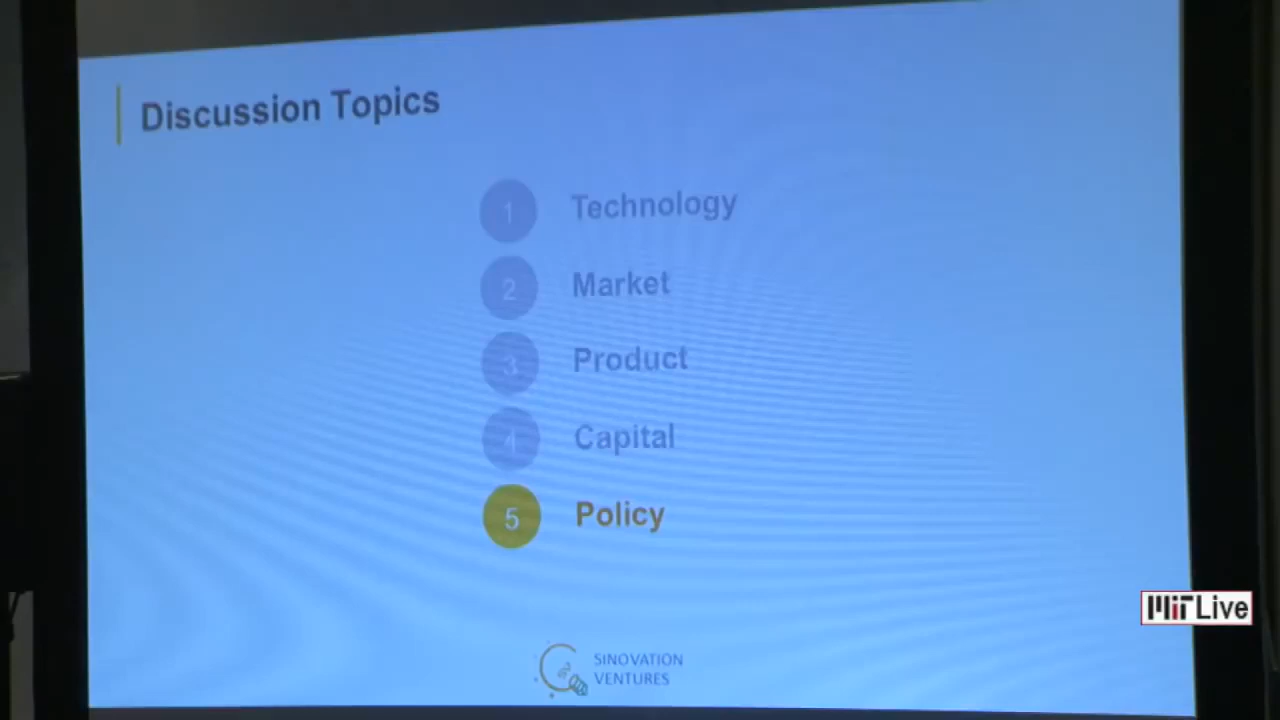 Discussion Topics
1 Technology
2 Market
3 Product
4 Capital
5 Policy
SINOVATION
VENTURES
MIT Live